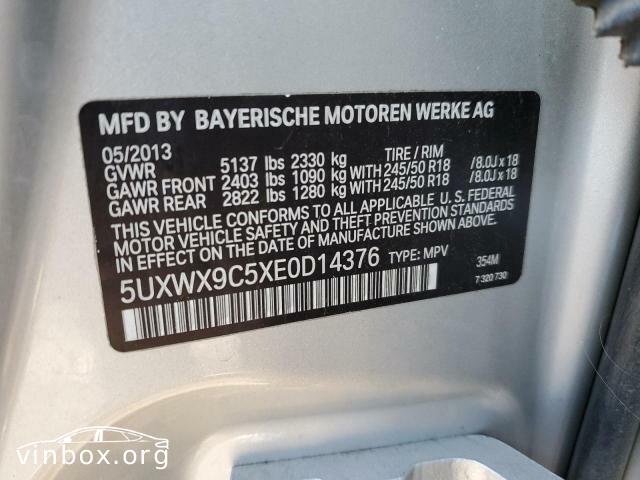 MFD BY BAYERISCHE MOTOREN WERKE AG
05/2013 TIRE / RIM
GVWR 5137 lbs 2330 kg
GAWR FRONT 2403 lbs 1090 kg WITH 245/50 R18 /8.0J x 18
GAWR REAR 2822 lbs 1280 kg WITH 245/50 R18 /8.0J x 18
THIS VEHICLE CONFORMS TO ALL APPLICABLE U. S. FEDERAL
MOTOR VEHICLE SAFETY AND THEFT PREVENTION STANDARDS
IN EFFECT ON THE DATE OF MANUFACTURE SHOWN ABOVE.
5UXWX9C5XE0D14376 TYPE: MPV 354M
7 320 730
vinbox.org